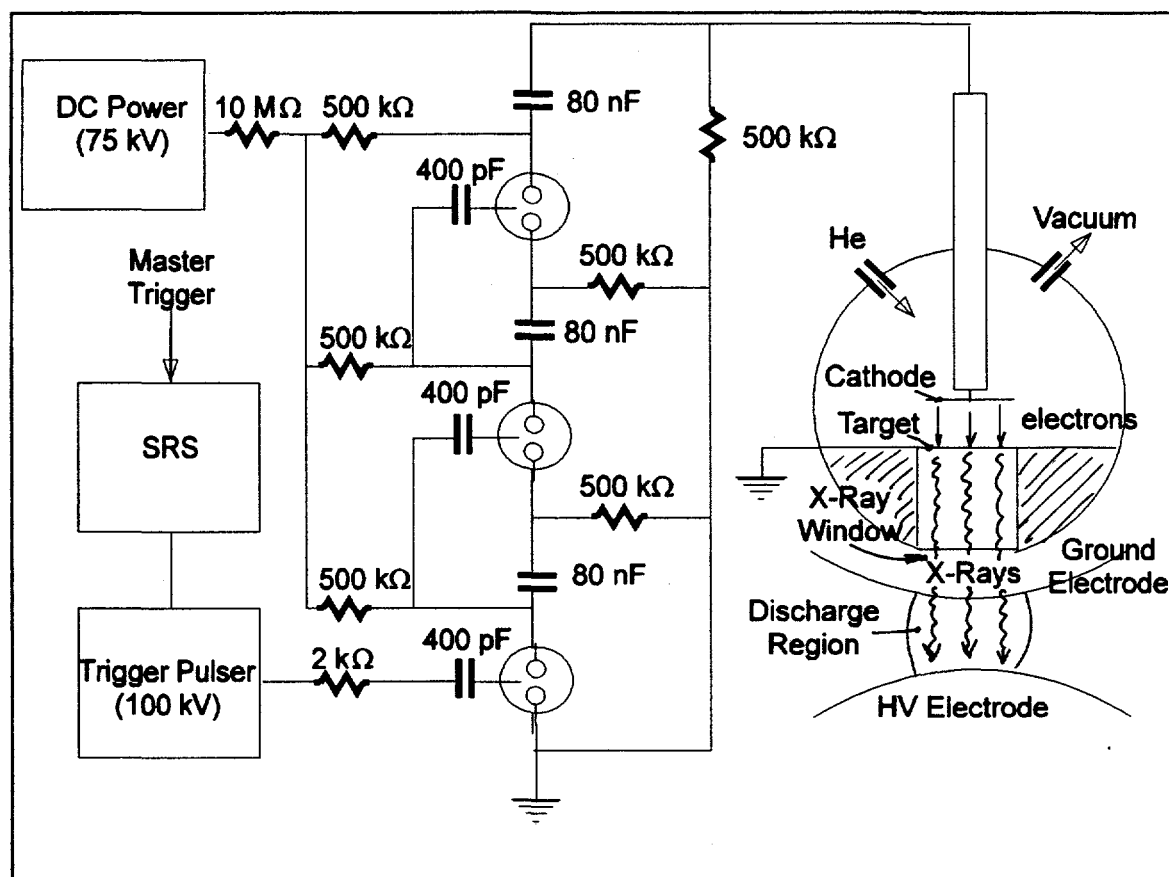 DC Power
(75 kV)
10 MΩ
500 kΩ
80 nF
500 kΩ
400 pF
500 kΩ
Master
Trigger
500 kΩ
80 nF
SRS
400 pF
500 kΩ
500 kΩ
80 nF
Trigger Pulser
(100 kV)
2 kΩ
400 pF
He
Vacuum
Cathode
Target
electrons
X-Ray
Window
X-Rays
Ground
Electrode
Discharge
Region
HV Electrode